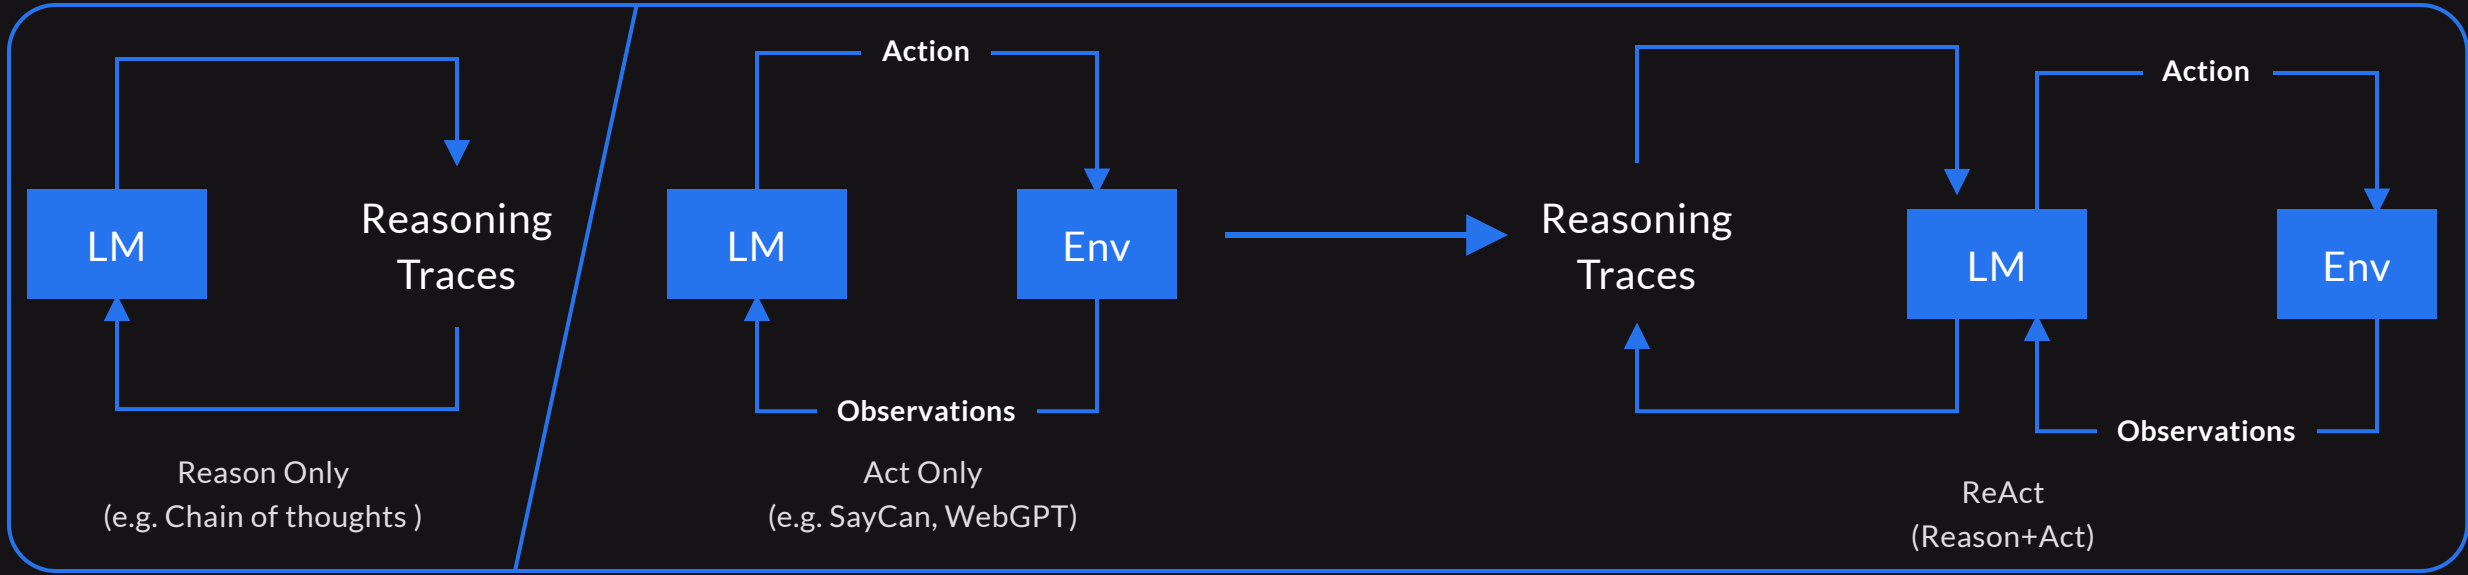 LM
Reasoning
Traces
Reason Only
(e.g. Chain of thoughts )
Action
LM
Env
Observations
Act Only
(e.g. SayCan, WebGPT)
Reasoning
Traces
Action
LM
Env
Observations
ReAct
(Reason+Act)